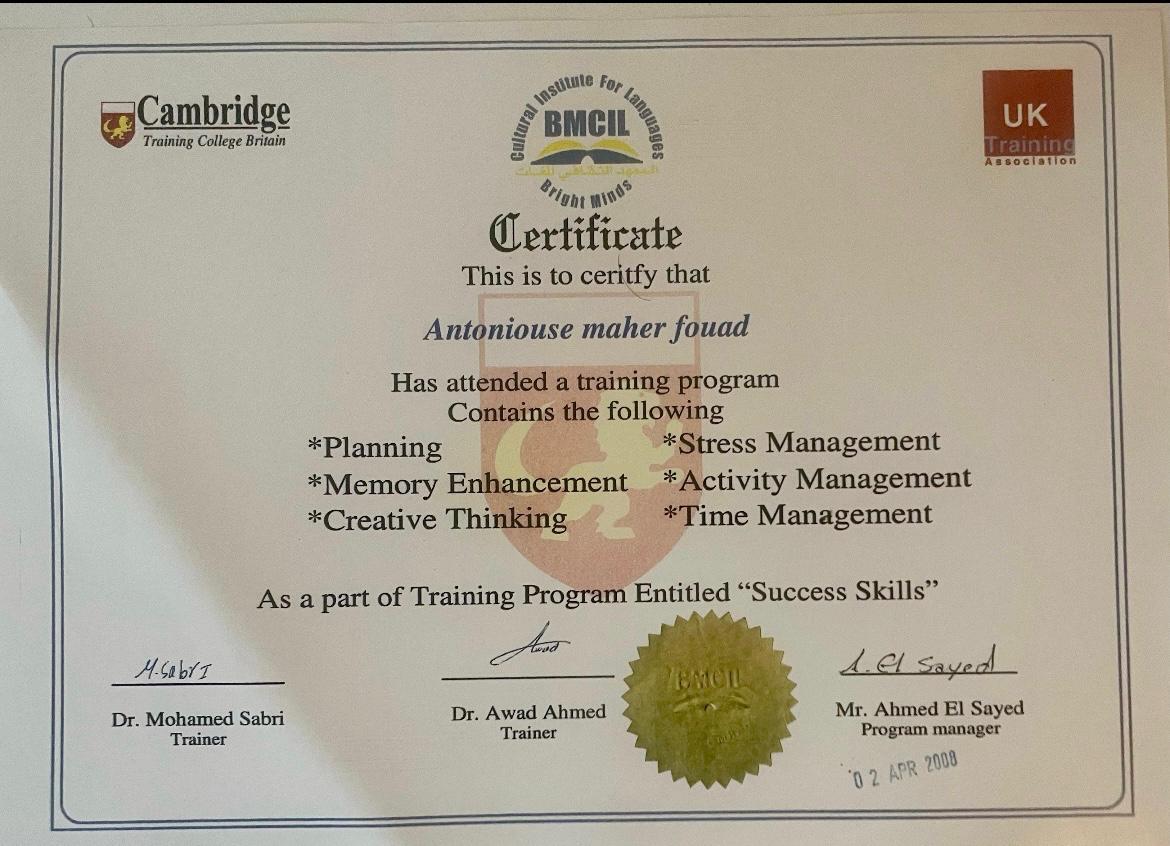 Cambridge
Training College Britain
Cultural Institute For Languages
BMCIL
المعهد الثقافي للغات
Bright Minds
UK
Training
Association
Certificate
This is to ceritfy that
Antoniouse maher fouad
Has attended a training program
Contains the following
*Planning *Stress Management
*Memory Enhancement *Activity Management
*Creative Thinking *Time Management
As a part of Training Program Entitled “Success Skills”
M.SabrI
Awad
A. El Sayed
BMCIL
Dr. Mohamed Sabri
Trainer
Dr. Awad Ahmed
Trainer
Mr. Ahmed El Sayed
Program manager
02 APR 2008